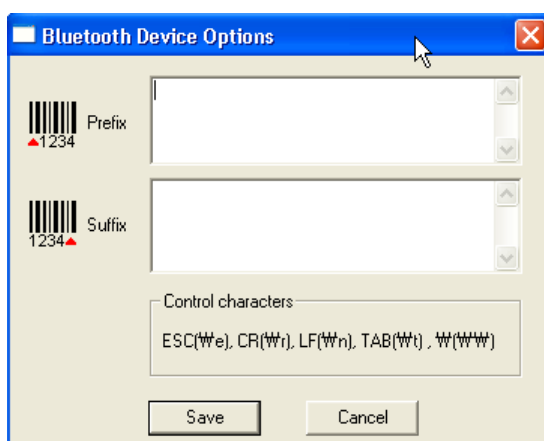 Bluetooth Device Options
1234
Prefix
1234
Suffix
Control characters
ESC(₩e), CR(₩r), LF(₩n), TAB(₩t) , ₩(₩₩)
Save
Cancel